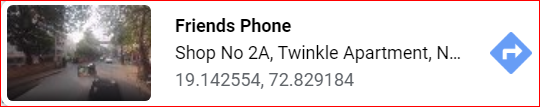 Friends Phone
Shop No 2A, Twinkle Apartment, N...
19.142554, 72.829184